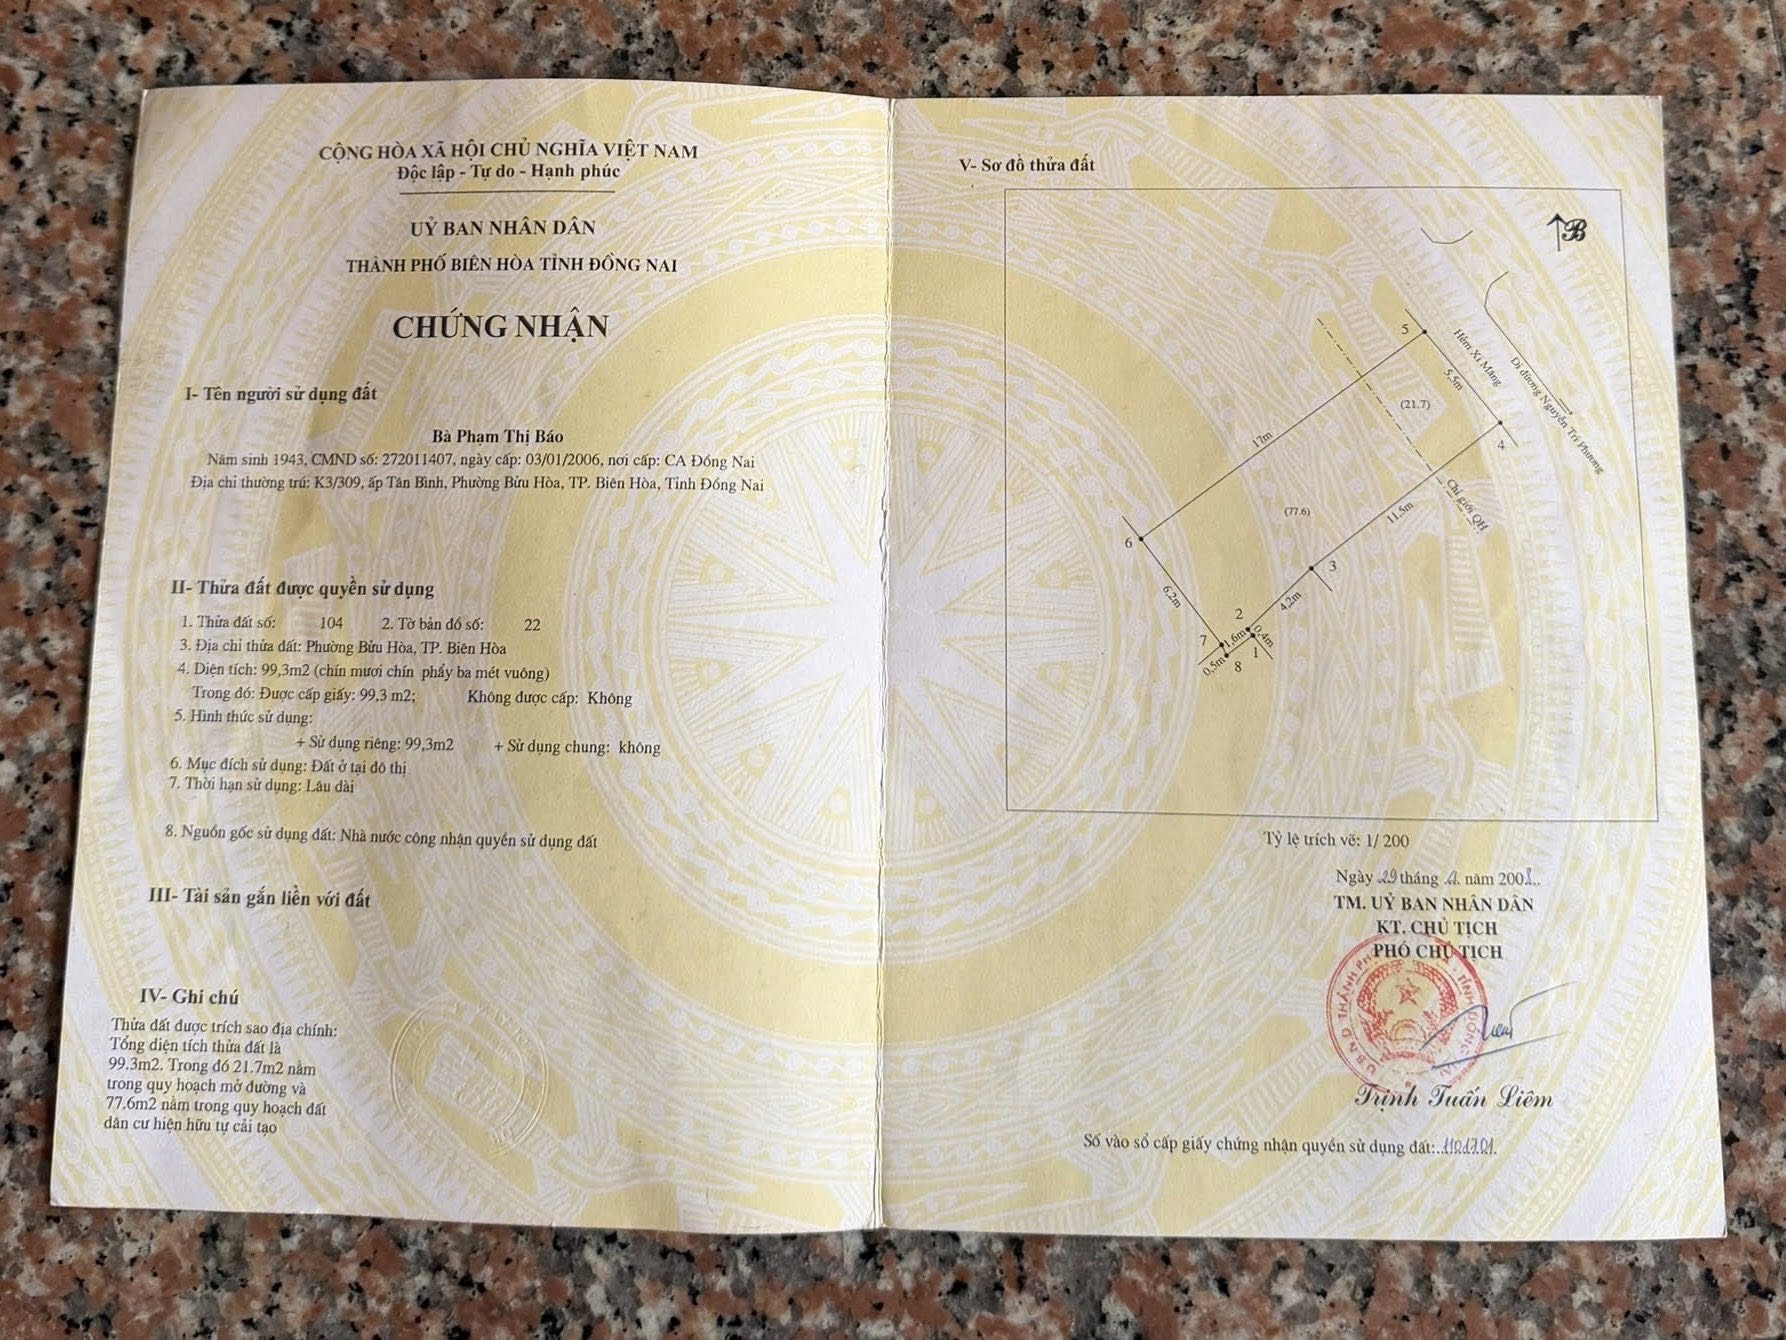 CỘNG HÒA XÃ HỘI CHỦ NGHĨA VIỆT NAM
Độc lập - Tự do - Hạnh phúc
UỶ BAN NHÂN DÂN
THÀNH PHỐ BIÊN HÒA TỈNH ĐỒNG NAI
CHỨNG NHẬN
I- Tên người sử dụng đất
Bà Phạm Thị Báo
Năm sinh 1943, CMND số: 272011407, ngày cấp: 03/01/2006, nơi cấp: CA Đồng Nai
Địa chỉ thường trú: K3/309, ấp Tân Bình, Phường Bửu Hòa, TP. Biên Hòa, Tỉnh Đồng Nai
II- Thửa đất được quyền sử dụng
1. Thửa đất số: 104 2. Tờ bản đồ số: 22
3. Địa chỉ thửa đất: Phường Bửu Hòa, TP. Biên Hòa
4. Diện tích: 99,3m2 (chín mươi chín phẩy ba mét vuông)
Trong đó: Được cấp giấy: 99,3 m2; Không được cấp: Không
5. Hình thức sử dụng:
+ Sử dụng riêng: 99,3m2 + Sử dụng chung: không
6. Mục đích sử dụng: Đất ở tại đô thị
7. Thời hạn sử dụng: Lâu dài
8. Nguồn gốc sử dụng đất: Nhà nước công nhận quyền sử dụng đất
III- Tài sản gắn liền với đất
IV- Ghi chú
Thửa đất được trích sao địa chính:
Tổng diện tích thửa đất là
99.3m2. Trong đó 21.7m2 nằm
trong quy hoạch mở đường và
77.6m2 nằm trong quy hoạch đất
dân cư hiện hữu tự cải tạo
V- Sơ đồ thửa đất
B
5
Hẻm Xi Măng
Đi đường Nguyễn Tri Phương
5,5m
(21.7)
4
17m
Chỉ giới QH
(77.6)
11,5m
6
3
6,2m
4,2m
2
7
1,6m
0,4m
1
0,5m
8
Tỷ lệ trích vẽ: 1/ 200
Ngày 29 tháng năm 200
TM. UỶ BAN NHÂN DÂN
KT. CHỦ TỊCH
PHÓ CHỦ TỊCH
Trịnh Tuấn Liêm
Số vào sổ cấp giấy chứng nhận quyền sử dụng đất: